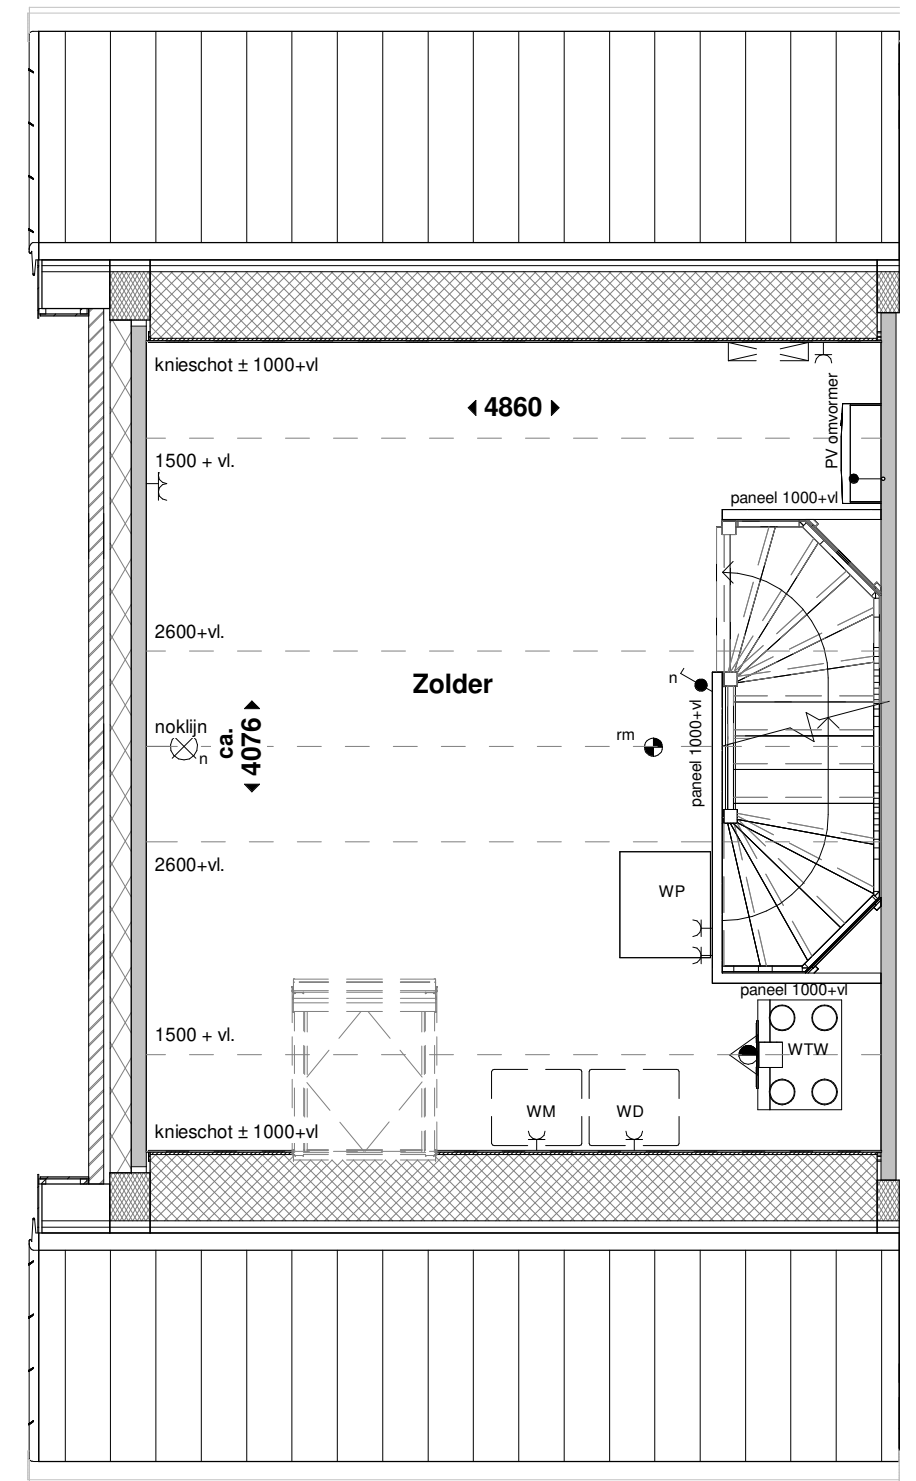 knieschot ± 1000+vl
4860
PV omvormer
1500 + vl.
paneel 1000+vl
2600+vl.
Zolder
n
paneel 1000+vl
noklijn
n
ca.
4076
rm
2600+vl.
WP
paneel 1000+vl
1500 + vl.
WTW
WM
WD
knieschot ± 1000+vl